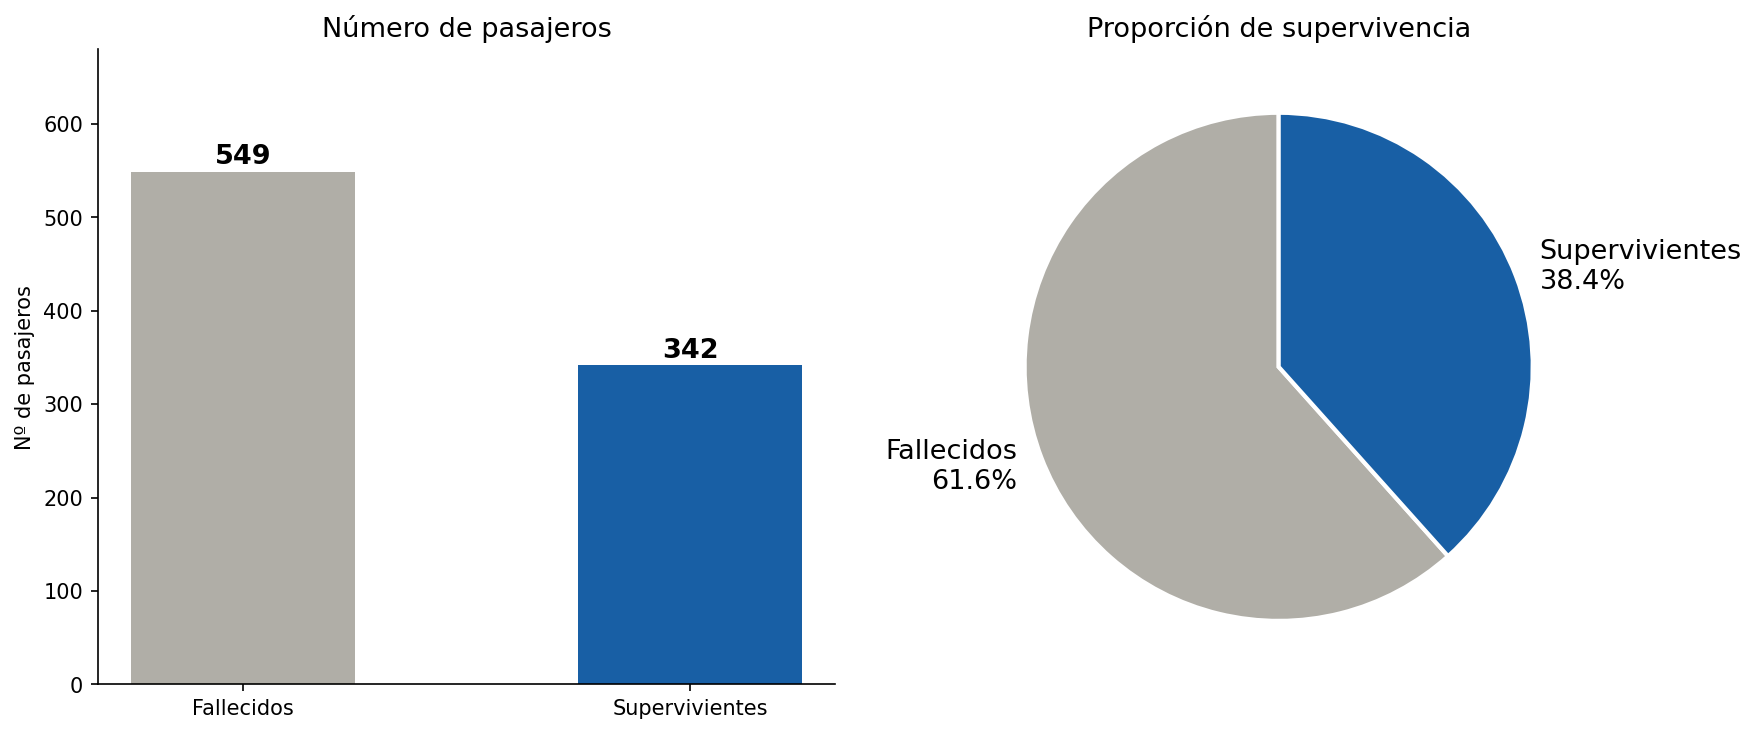 Número de pasajeros
Nº de pasajeros
600
500
400
300
200
100
0
549
342
Fallecidos
Supervivientes
Proporción de supervivencia
Supervivientes
38.4%
Fallecidos
61.6%